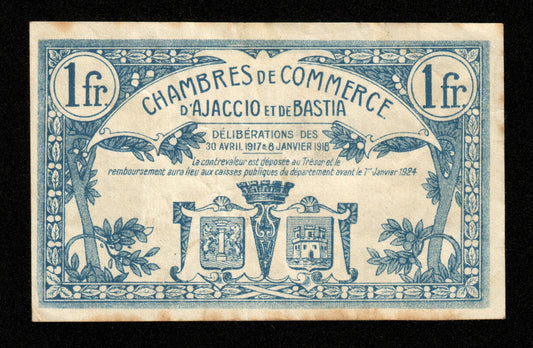 1 fr.
1 fr.
CHAMBRES DE COMMERCE
D'AJACCIO ET DE BASTIA
DÉLIBÉRATIONS DES
30 AVRIL 1917 & 8 JANVIER 1918
La contrevaleur est déposée au Trésor et le
remboursement aura lieu aux caisses publiques du département avant le 1er Janvier 1924.